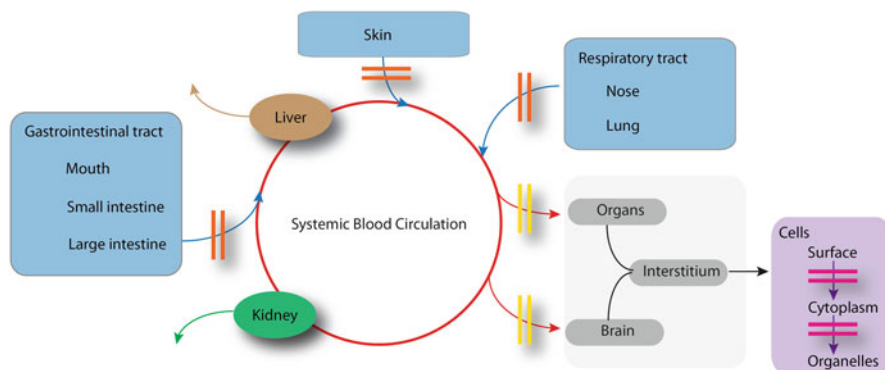 Skin
Respiratory tract
Nose
Lung
Liver
Gastrointestinal tract
Mouth
Small intestine
Large intestine
Systemic Blood Circulation
Kidney
Organs
Interstitium
Brain
Cells
Surface
Cytoplasm
Organelles